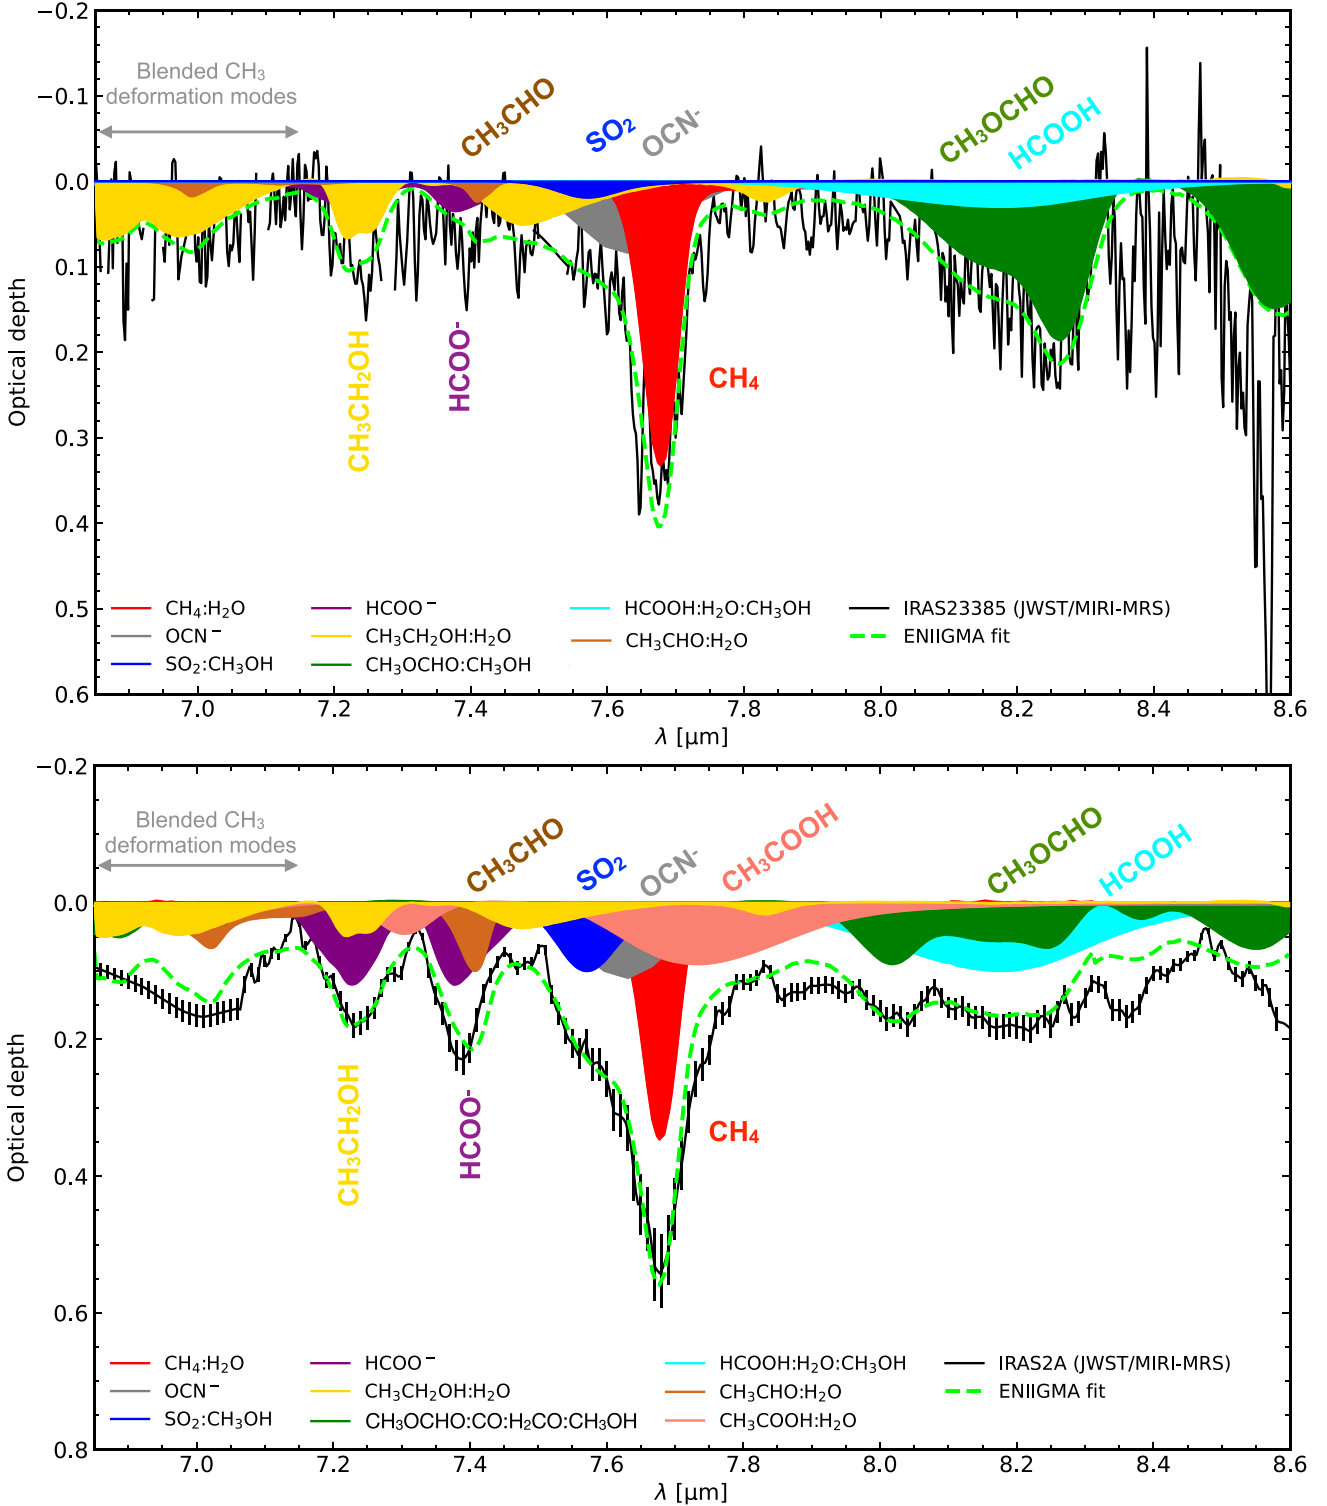 −0.2
−0.1
0.0
0.1
0.2
0.3
0.4
0.5
0.6
Optical depth
Blended CH₃
deformation modes
CH₃CHO
SO₂
OCN⁻
CH₃OCHO
HCOOH
CH₃CH₂OH
HCOO⁻
CH₄
CH₄:H₂O
OCN⁻
SO₂:CH₃OH
HCOO⁻
CH₃CH₂OH:H₂O
CH₃OCHO:CH₃OH
HCOOH:H₂O:CH₃OH
CH₃CHO:H₂O
IRAS23385 (JWST/MIRI-MRS)
ENIIGMA fit
7.0 7.2 7.4 7.6 7.8 8.0 8.2 8.4 8.6
λ [μm]
−0.2
0.0
0.2
0.4
0.6
0.8
Optical depth
Blended CH₃
deformation modes
CH₃CHO
SO₂
OCN⁻
CH₃COOH
CH₃OCHO
HCOOH
CH₃CH₂OH
HCOO⁻
CH₄
CH₄:H₂O
OCN⁻
SO₂:CH₃OH
HCOO⁻
CH₃CH₂OH:H₂O
CH₃OCHO:CO:H₂CO:CH₃OH
HCOOH:H₂O:CH₃OH
CH₃CHO:H₂O
CH₃COOH:H₂O
IRAS2A (JWST/MIRI-MRS)
ENIIGMA fit
7.0 7.2 7.4 7.6 7.8 8.0 8.2 8.4 8.6
λ [μm]